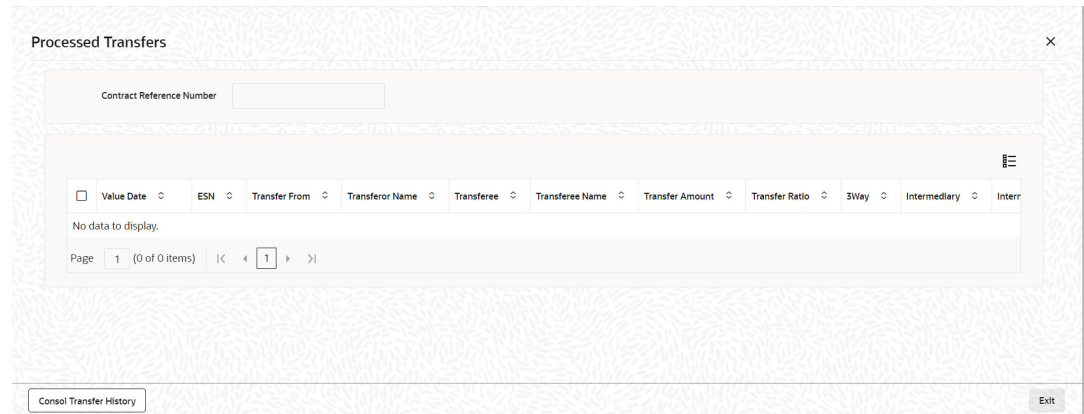 Processed Transfers
Contract Reference Number
Value Date ESN Transfer From Transferor Name Transferee Transferee Name Transfer Amount Transfer Ratio 3Way Intermediary Intern
No data to display.
Page 1 (0 of 0 items) 1
Consol Transfer History Exit